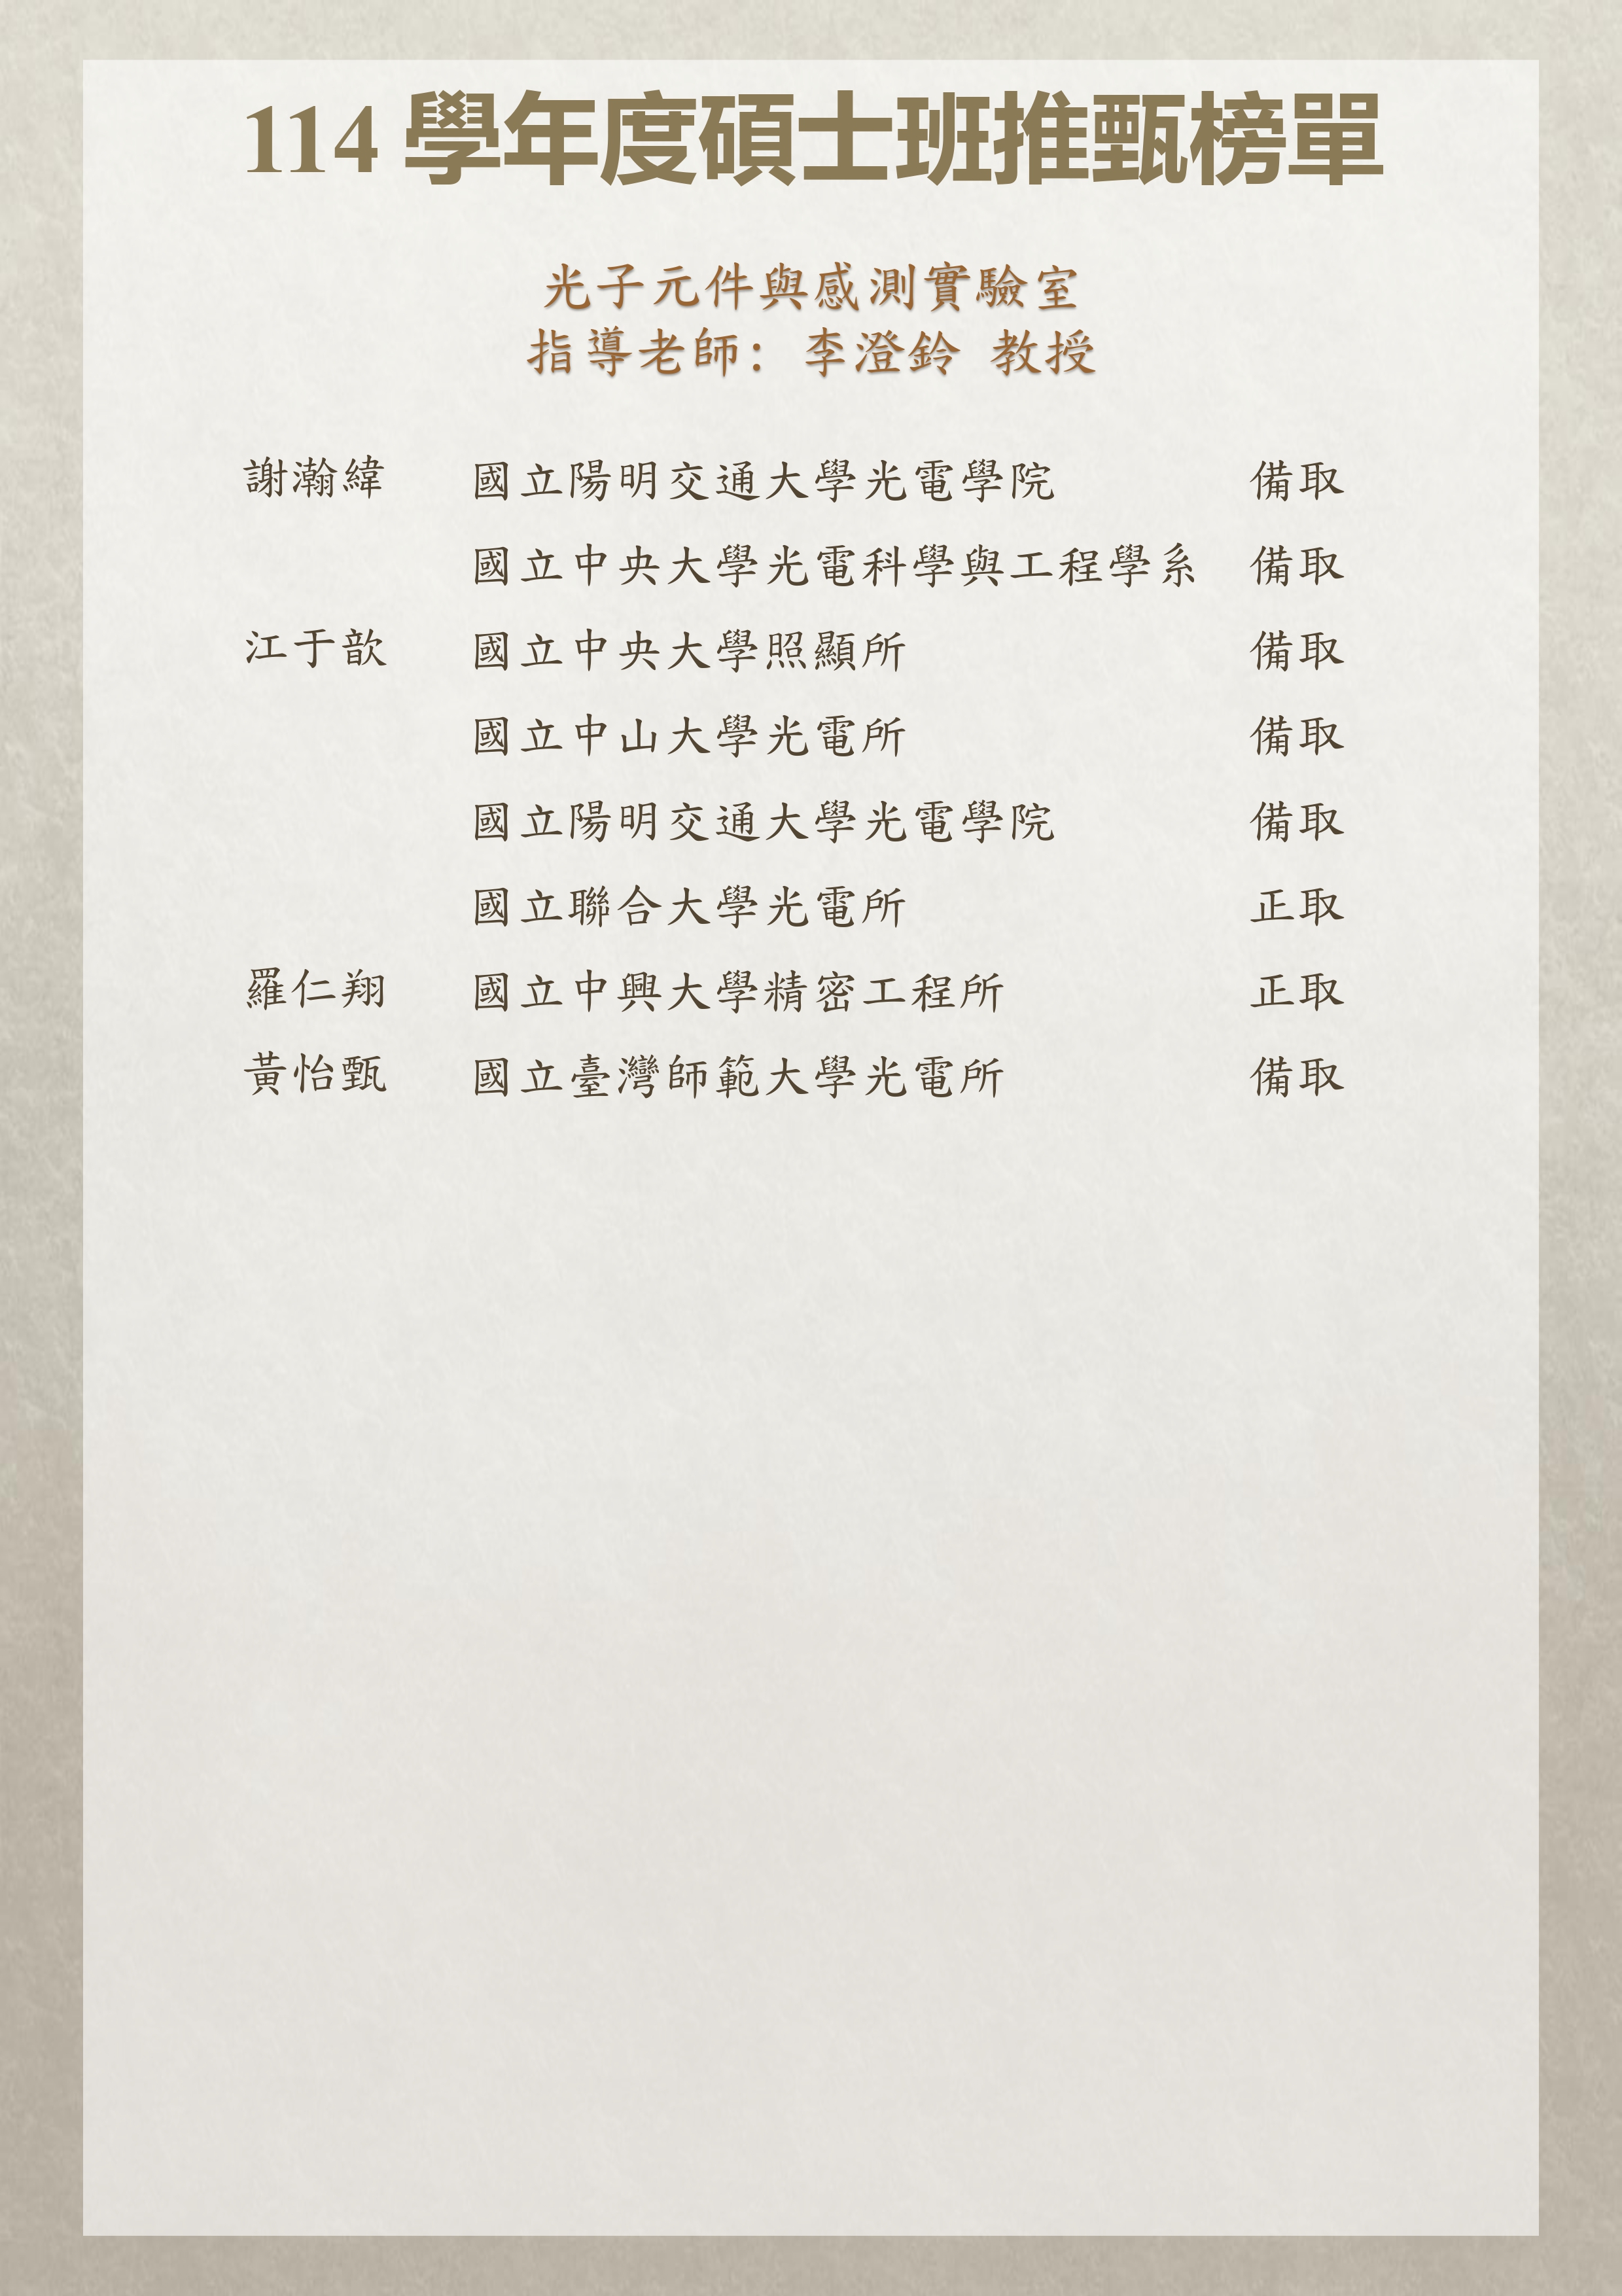 114 學年度碩士班推甄榜單
光子元件與感測實驗室
指導老師: 李澄鈴 教授
謝瀚緯 國立陽明交通大學光電學院 備取
國立中央大學光電科學與工程學系 備取
江于歆 國立中央大學照顯所 備取
國立中山大學光電所 備取
國立陽明交通大學光電學院 備取
國立聯合大學光電所 正取
羅仁翔 國立中興大學精密工程所 正取
黃怡甄 國立臺灣師範大學光電所 備取